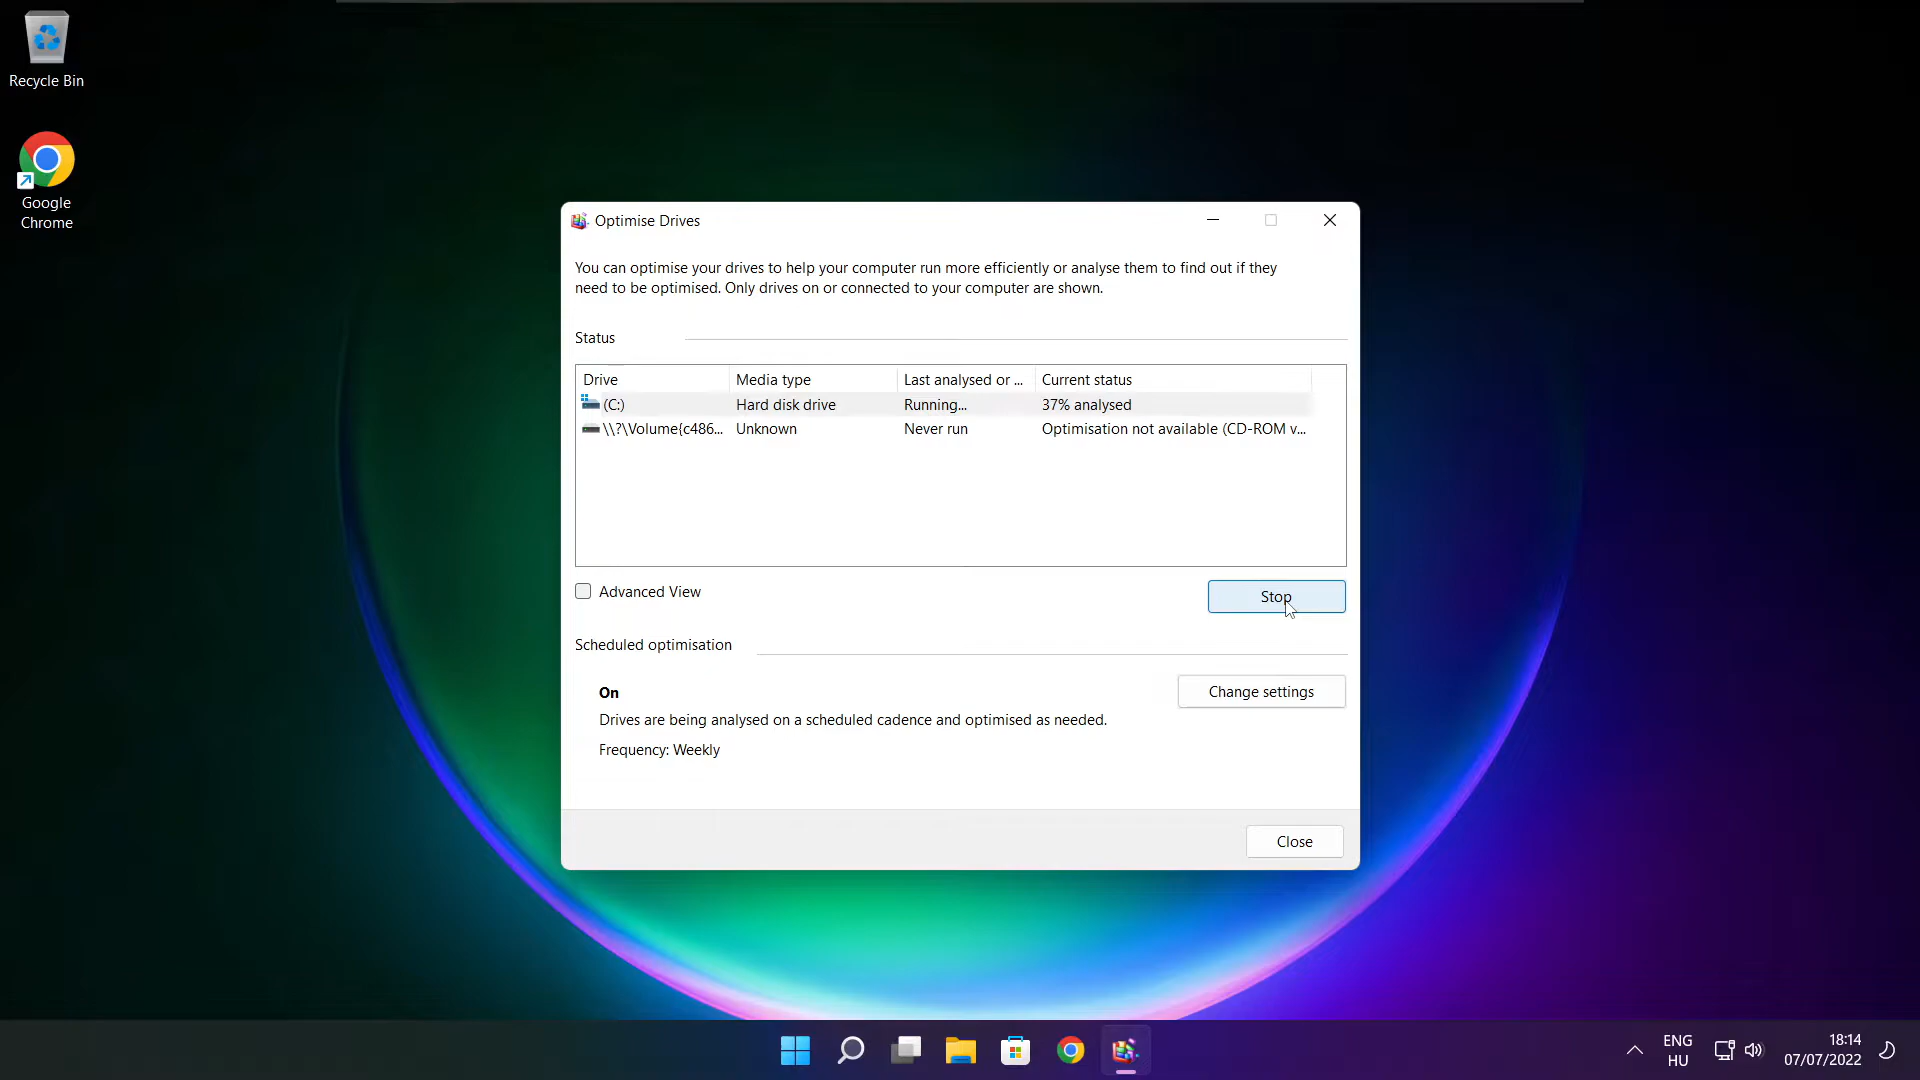 Recycle Bin
Google
Chrome
Optimise Drives
You can optimise your drives to help your computer run more efficiently or analyse them to find out if they
need to be optimised. Only drives on or connected to your computer are shown.
Status
Drive Media type Last analysed or ... Current status
(C:) Hard disk drive Running... 37% analysed
\\?\Volume{c486... Unknown Never run Optimisation not available (CD-ROM v...
Advanced View
Stop
Scheduled optimisation
On
Change settings
Drives are being analysed on a scheduled cadence and optimised as needed.
Frequency: Weekly
Close
ENG
HU
18:14
07/07/2022